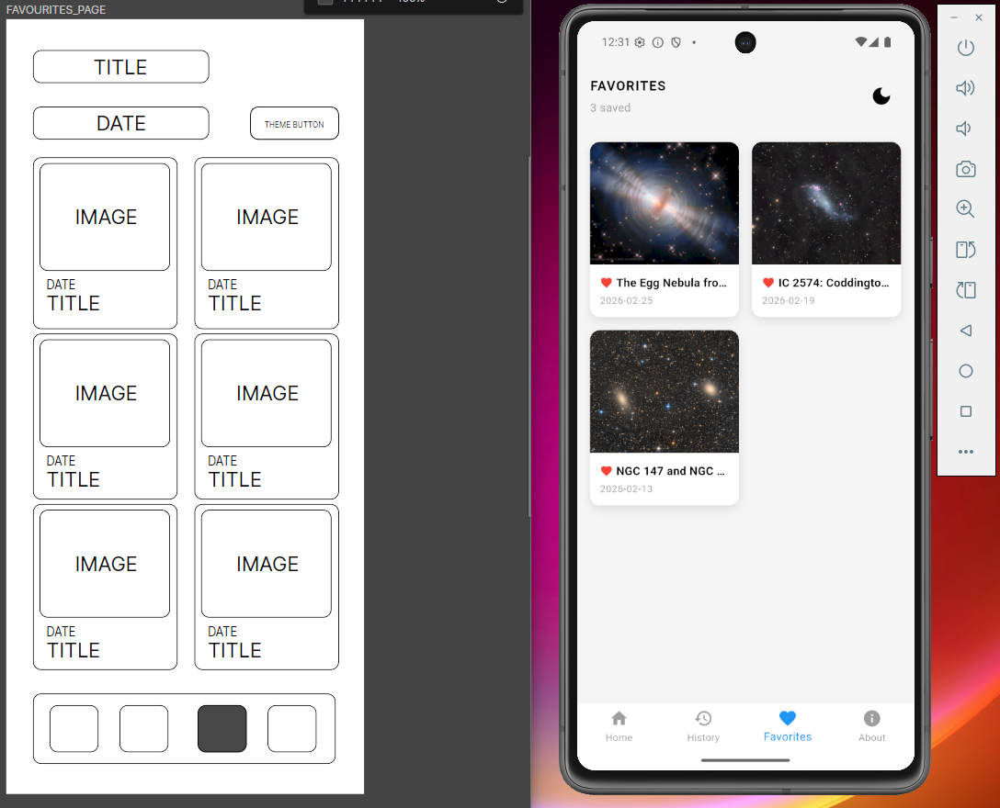 FAVOURITES_PAGE
TITLE
DATE
THEME BUTTON
IMAGE
IMAGE
DATE
TITLE
DATE
TITLE
IMAGE
IMAGE
DATE
TITLE
DATE
TITLE
IMAGE
IMAGE
DATE
TITLE
DATE
TITLE
12:31
FAVORITES
3 saved
The Egg Nebula fro...
2026-02-25
IC 2574: Coddingto...
2026-02-19
NGC 147 and NGC ...
2026-02-13
Home
History
Favorites
About